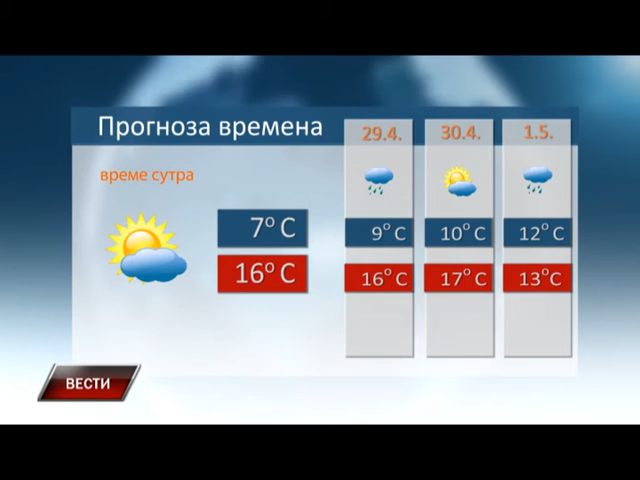 Прогноза времена
време сутра
7° C
16° C
29.4.
9° C
16° C
30.4.
10° C
17° C
1.5.
12° C
13°C
ВЕСТИ